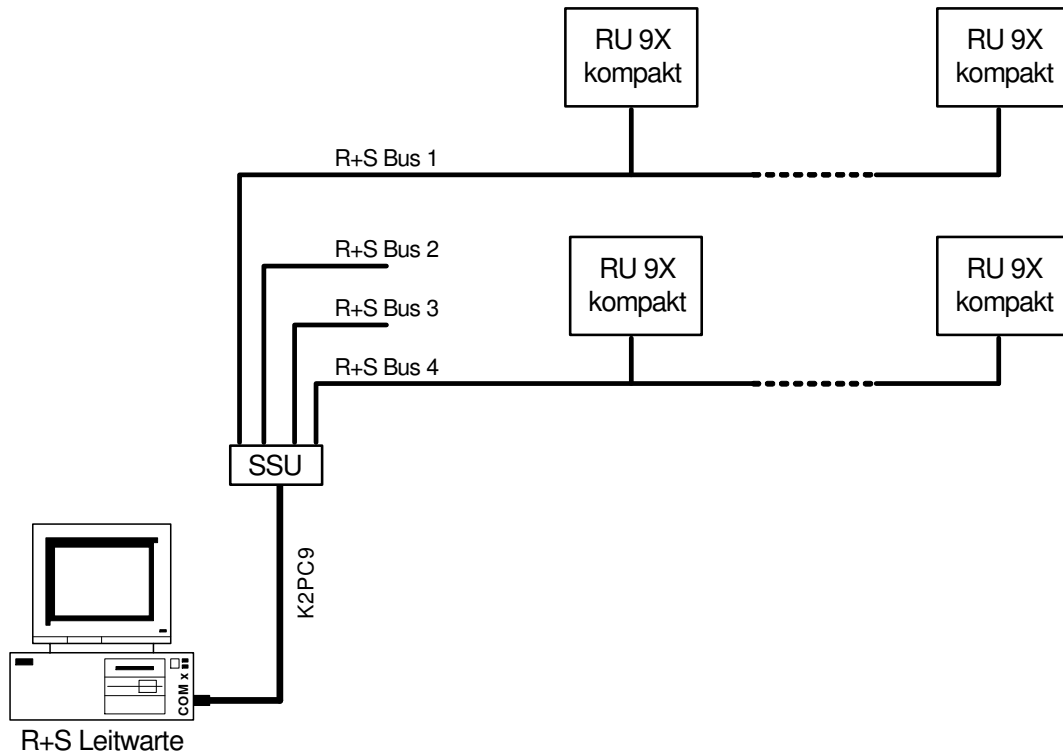 RU 9X
kompakt
RU 9X
kompakt
R+S Bus 1
R+S Bus 2
RU 9X
kompakt
RU 9X
kompakt
R+S Bus 3
R+S Bus 4
SSU
K2PC9
COM x
R+S Leitwarte